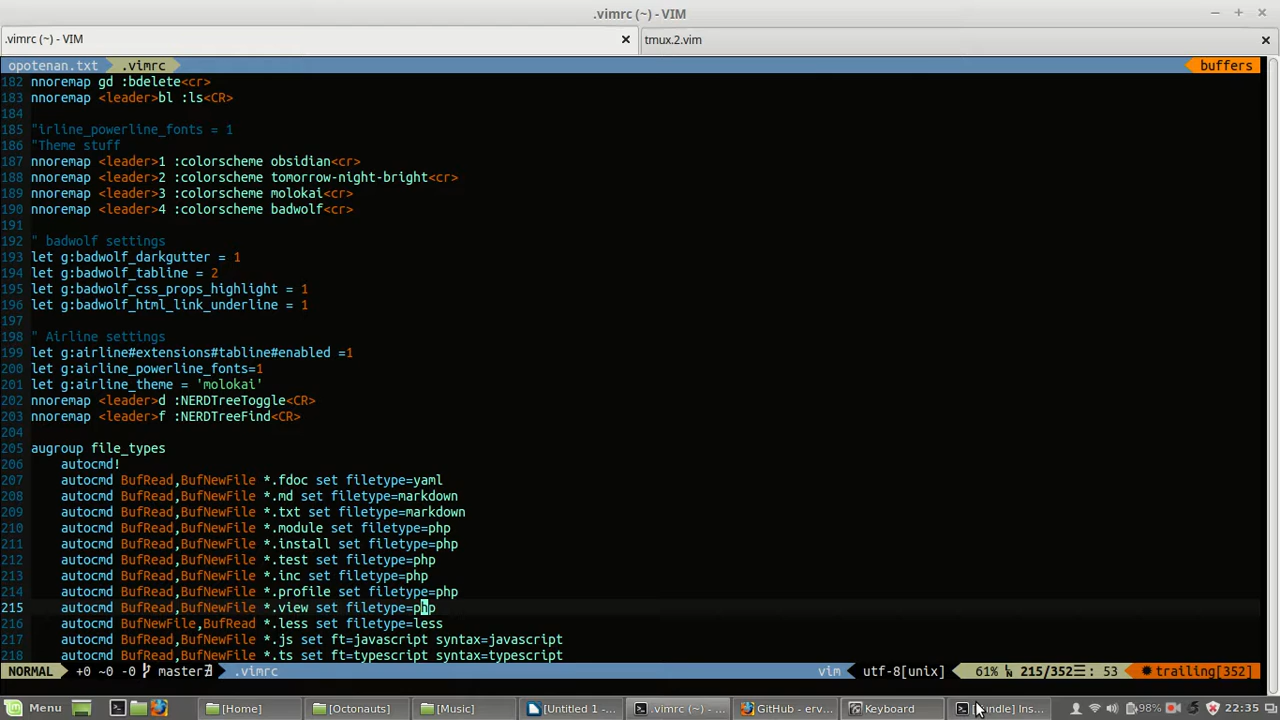 .vimrc (~) - VIM
.vimrc (~) - VIM
tmux.2.vim
opotenan.txt .vimrc buffers
182 nnoremap gd :bdelete<cr>
183 nnoremap <leader>bl :ls<CR>
184
185 "irline_powerline_fonts = 1
186 "Theme stuff
187 nnoremap <leader>1 :colorscheme obsidian<cr>
188 nnoremap <leader>2 :colorscheme tomorrow-night-bright<cr>
189 nnoremap <leader>3 :colorscheme molokai<cr>
190 nnoremap <leader>4 :colorscheme badwolf<cr>
191
192 " badwolf settings
193 let g:badwolf_darkgutter = 1
194 let g:badwolf_tabline = 2
195 let g:badwolf_css_props_highlight = 1
196 let g:badwolf_html_link_underline = 1
197
198 " Airline settings
199 let g:airline#extensions#tabline#enabled =1
200 let g:airline_powerline_fonts=1
201 let g:airline_theme = 'molokai'
202 nnoremap <leader>d :NERDTreeToggle<CR>
203 nnoremap <leader>f :NERDTreeFind<CR>
204
205 augroup file_types
206     autocmd!
207     autocmd BufRead,BufNewFile *.fdoc set filetype=yaml
208     autocmd BufRead,BufNewFile *.md set filetype=markdown
209     autocmd BufRead,BufNewFile *.txt set filetype=markdown
210     autocmd BufRead,BufNewFile *.module set filetype=php
211     autocmd BufRead,BufNewFile *.install set filetype=php
212     autocmd BufRead,BufNewFile *.test set filetype=php
213     autocmd BufRead,BufNewFile *.inc set filetype=php
214     autocmd BufRead,BufNewFile *.profile set filetype=php
215     autocmd BufRead,BufNewFile *.view set filetype=php
216     autocmd BufNewFile,BufRead *.less set filetype=less
217     autocmd BufRead,BufNewFile *.js set ft=javascript syntax=javascript
218     autocmd BufRead,BufNewFile *.ts set ft=typescript syntax=typescript
NORMAL +0 ~0 -0 master .vimrc vim utf-8[unix] 61% 215/352 : 53 trailing[352]
Menu [Home] [Octonauts] [Music] [Untitled 1 -... .vimrc (~) -... GitHub - erv... Keyboard Ins... 98% 22:35